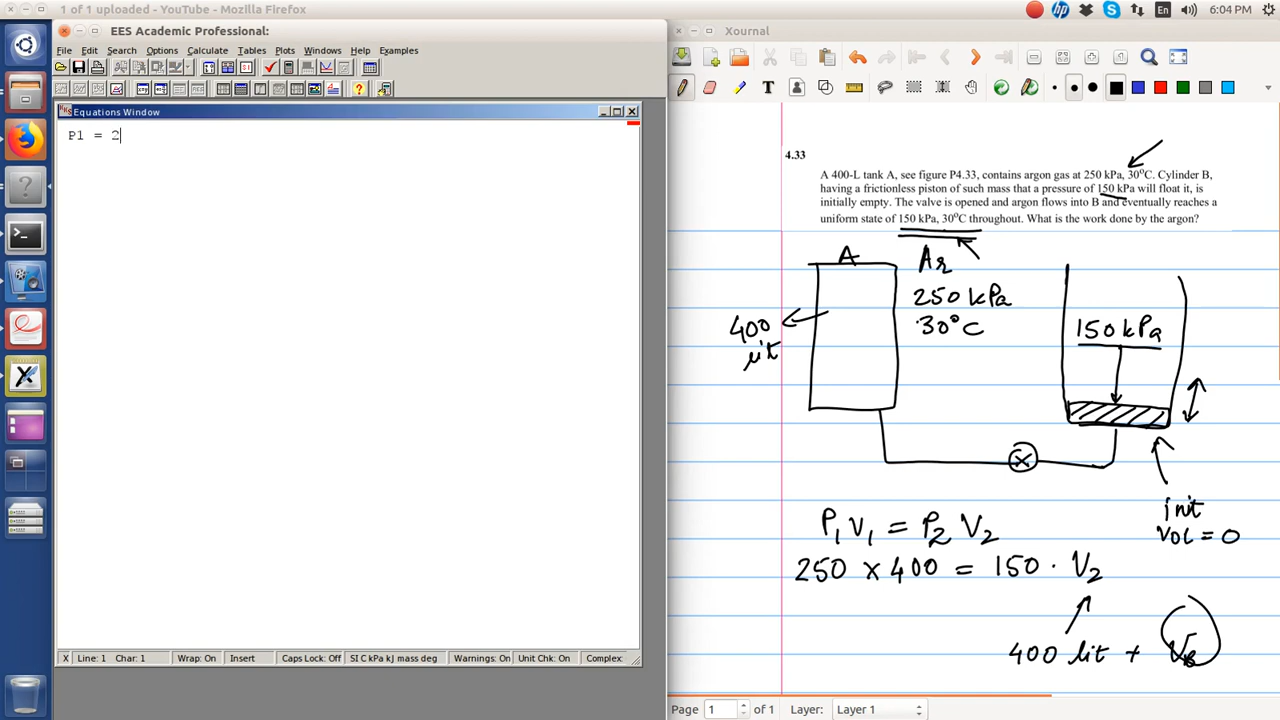 1 of 1 uploaded - YouTube - Mozilla Firefox
En
6:04 PM
EES Academic Professional:
File Edit Search Options Calculate Tables Plots Windows Help Examples
Equations Window
P1 = 2
X Line: 1 Char: 1 Wrap: On Insert Caps Lock: Off SI C kPa kJ mass deg Warnings: On Unit Chk: On Complex
Xournal
4.33
A 400-L tank A, see figure P4.33, contains argon gas at 250 kPa, 30°C. Cylinder B,
having a frictionless piston of such mass that a pressure of 150 kPa will float it, is
initially empty. The valve is opened and argon flows into B and eventually reaches a
uniform state of 150 kPa, 30°C throughout. What is the work done by the argon?
A
Ar
250 kPa
30°C
400
lit
150 kPa
init
vol = 0
P₁ V₁ = P₂ V₂
250 × 400 = 150 · V₂
400 lit + V_B
Page 1 of 1 Layer: Layer 1